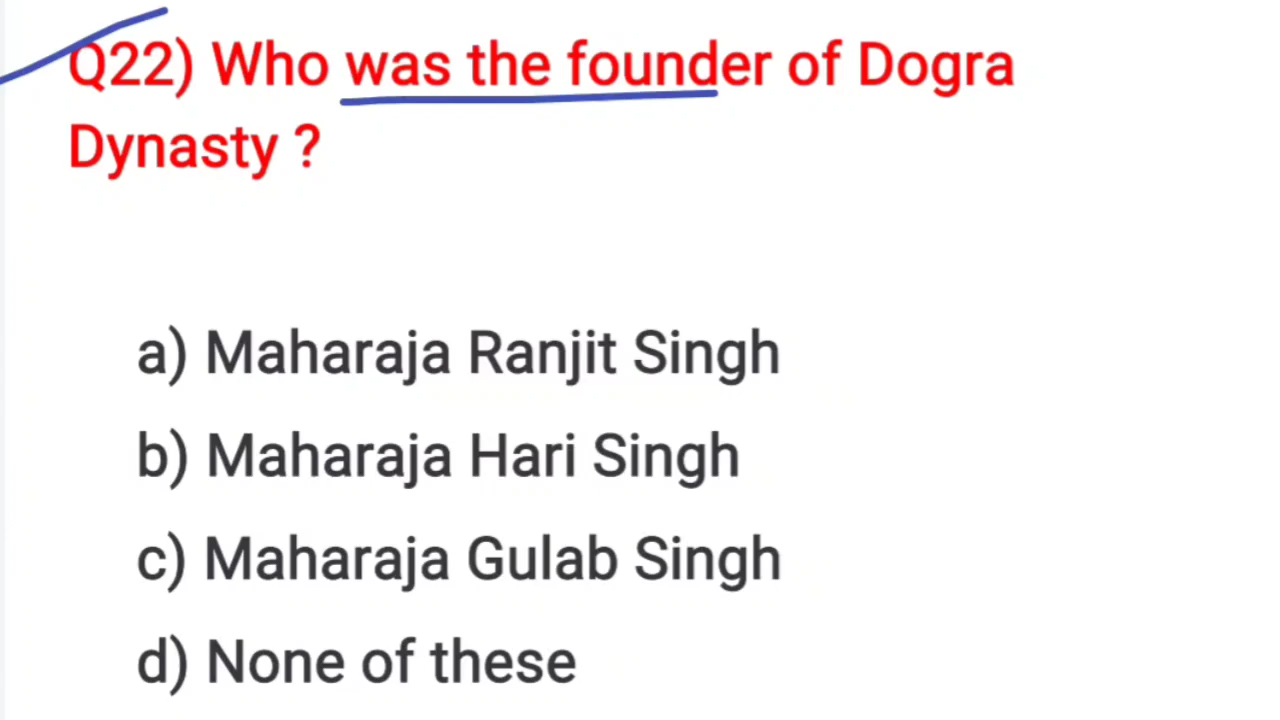 Q22) Who was the founder of Dogra
Dynasty ?
a) Maharaja Ranjit Singh
b) Maharaja Hari Singh
c) Maharaja Gulab Singh
d) None of these